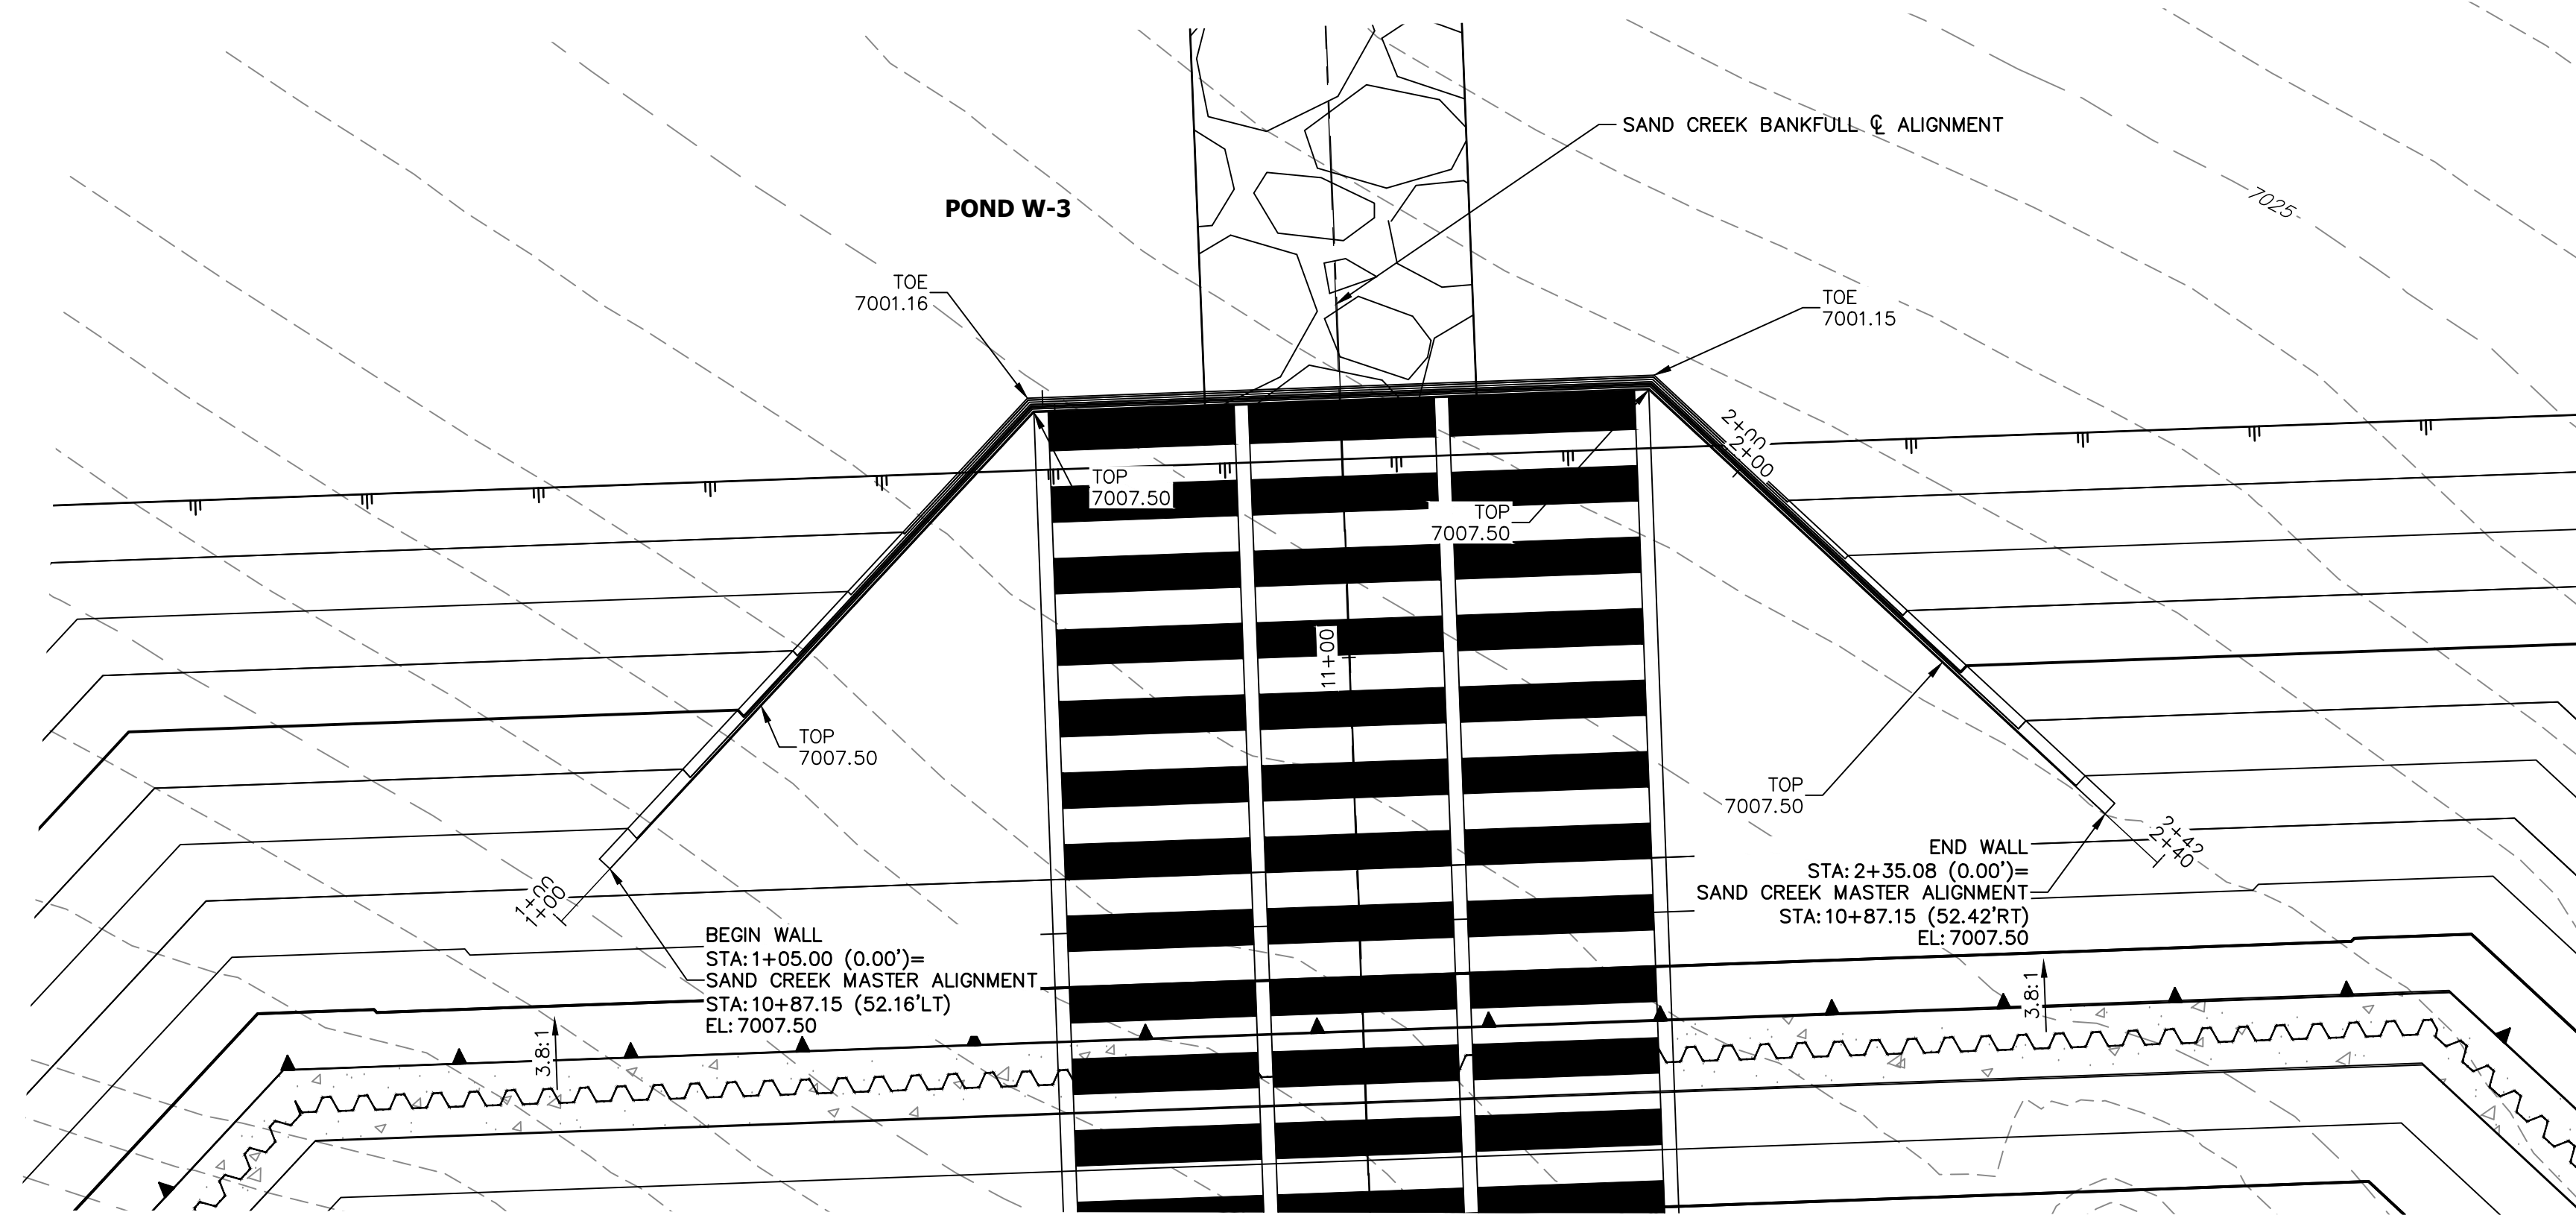 SAND CREEK BANKFULL ℄ ALIGNMENT
7025
POND W-3
TOE
7001.16
TOE
7001.15
2+00
2+00
TOP
7007.50
TOP
7007.50
11+00
TOP
7007.50
TOP
7007.50
1+00
1+00
2+42
2+40
BEGIN WALL
STA: 1+05.00 (0.00')=
SAND CREEK MASTER ALIGNMENT
STA: 10+87.15 (52.16'LT)
EL: 7007.50
END WALL
STA: 2+35.08 (0.00')=
SAND CREEK MASTER ALIGNMENT
STA: 10+87.15 (52.42'RT)
EL: 7007.50
3.8:1
3.8:1